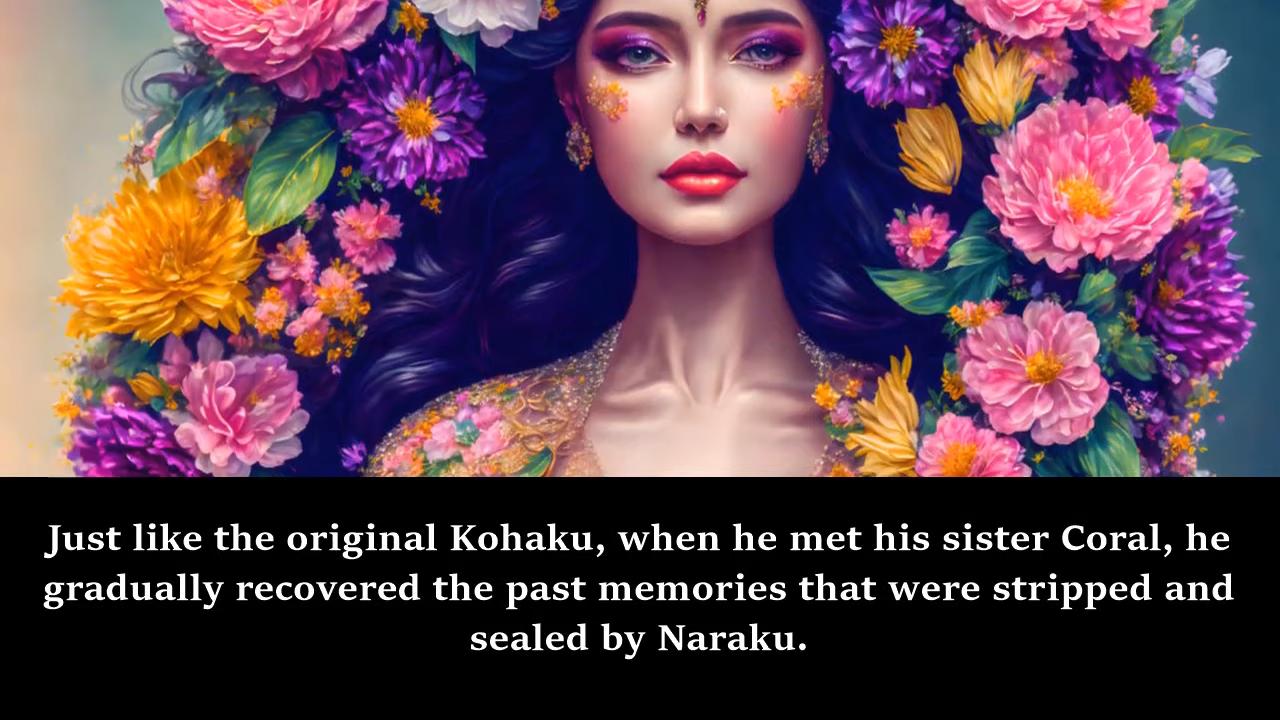 Just like the original Kohaku, when he met his sister Coral, he
gradually recovered the past memories that were stripped and
sealed by Naraku.